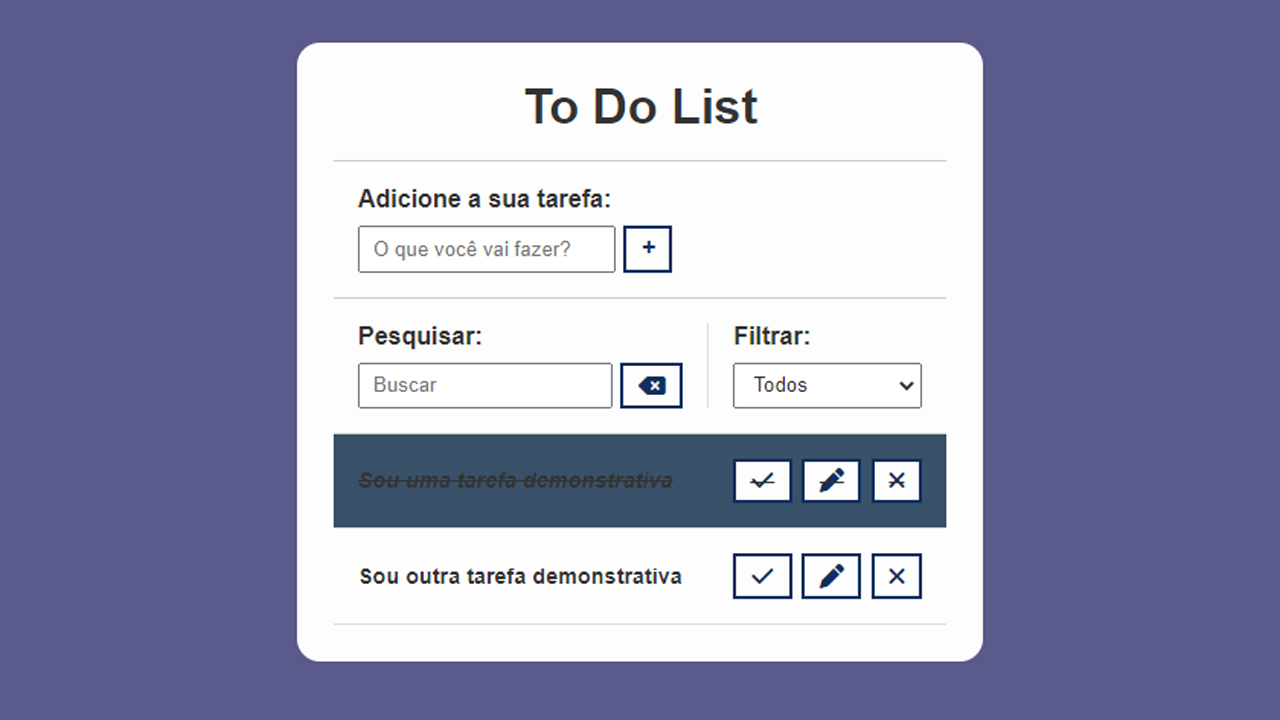 To Do List
Adicione a sua tarefa:
O que você vai fazer?
+
Pesquisar:
Filtrar:
Buscar
Todos
Sou uma tarefa demonstrativa
Sou outra tarefa demonstrativa